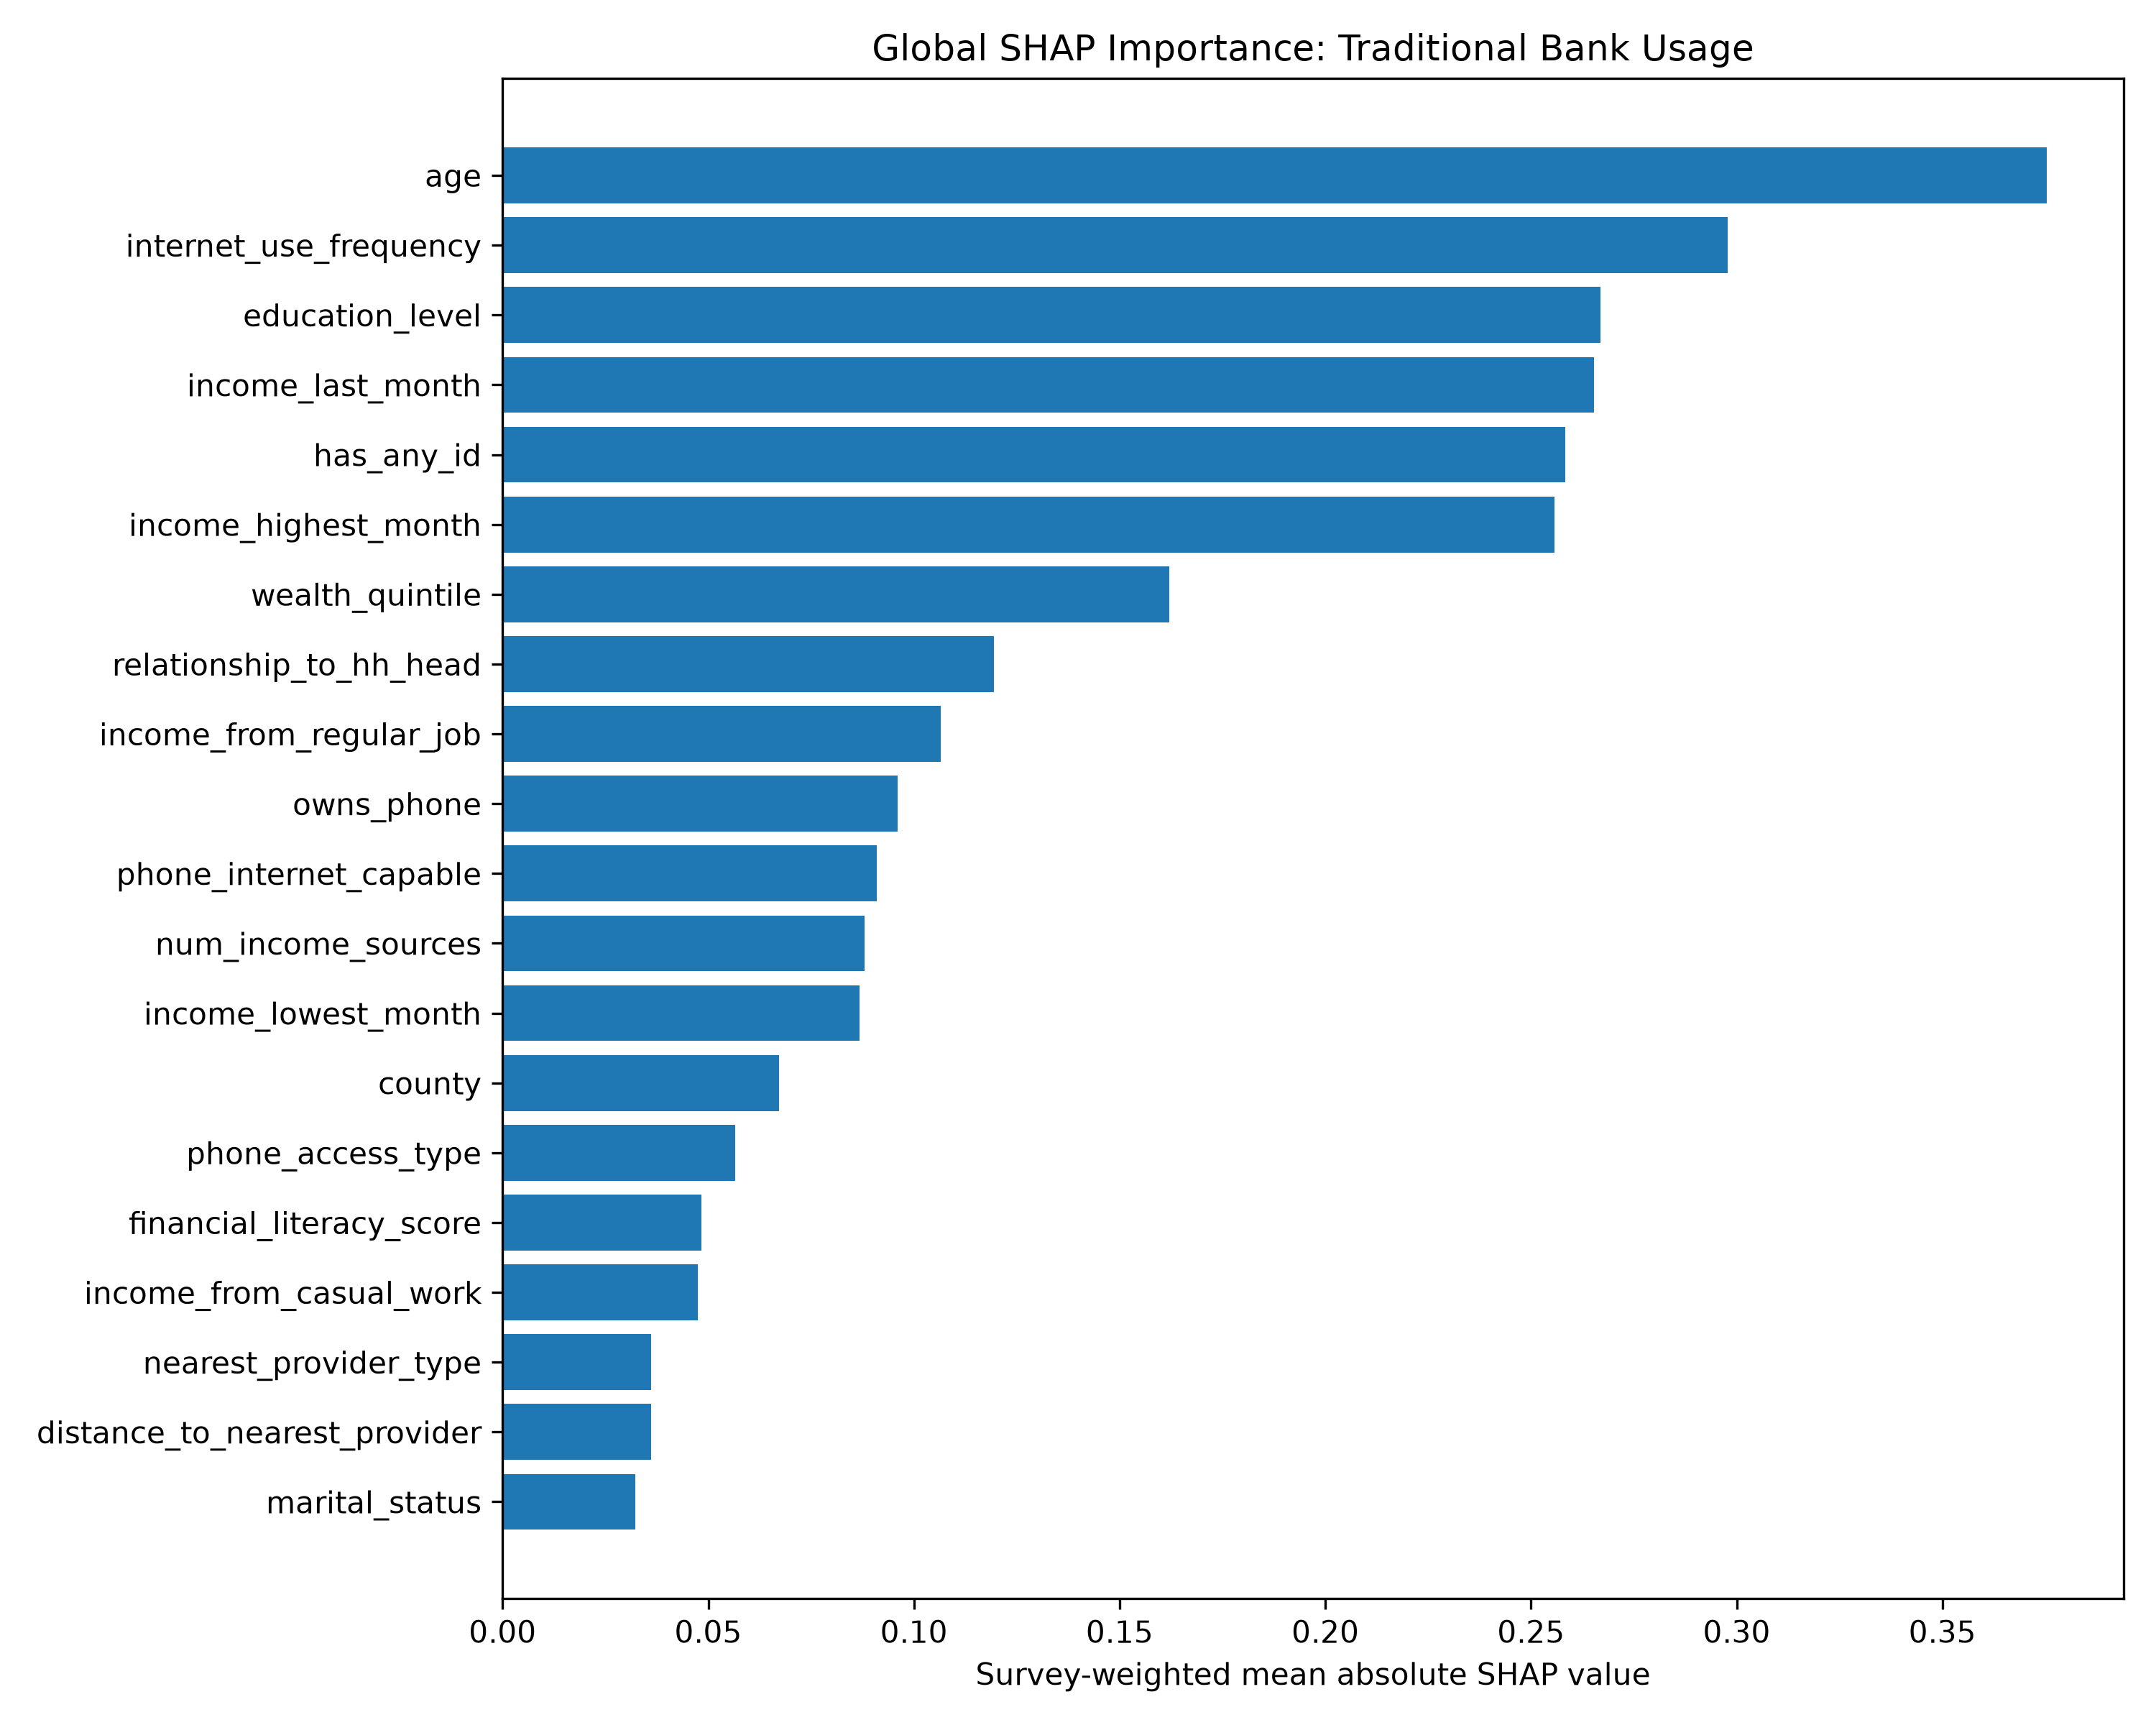 Global SHAP Importance: Traditional Bank Usage
age
internet_use_frequency
education_level
income_last_month
has_any_id
income_highest_month
wealth_quintile
relationship_to_hh_head
income_from_regular_job
owns_phone
phone_internet_capable
num_income_sources
income_lowest_month
county
phone_access_type
financial_literacy_score
income_from_casual_work
nearest_provider_type
distance_to_nearest_provider
marital_status
0.00 0.05 0.10 0.15 0.20 0.25 0.30 0.35
Survey-weighted mean absolute SHAP value